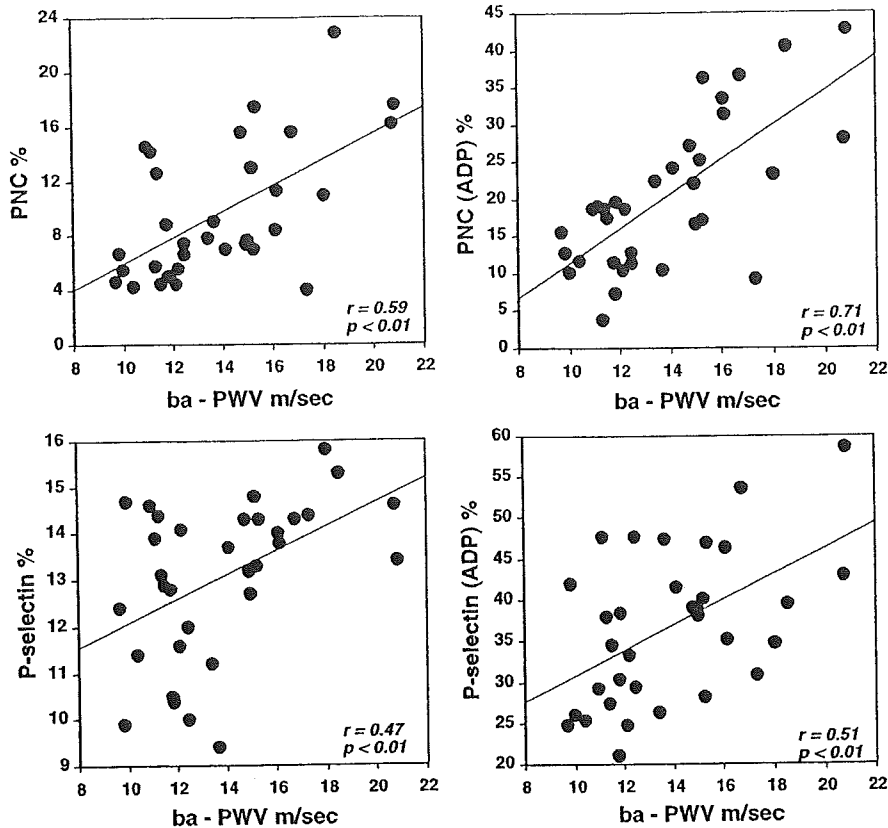 PNC %
24
20
16
12
8
4
0
r = 0.59
p < 0.01
8 10 12 14 16 18 20 22
ba - PWV m/sec
PNC (ADP) %
45
40
35
30
25
20
15
10
5
0
r = 0.71
p < 0.01
8 10 12 14 16 18 20 22
ba - PWV m/sec
P-selectin %
16
15
14
13
12
11
10
9
r = 0.47
p < 0.01
8 10 12 14 16 18 20 22
ba - PWV m/sec
P-selectin (ADP) %
60
55
50
45
40
35
30
25
20
r = 0.51
p < 0.01
8 10 12 14 16 18 20 22
ba - PWV m/sec